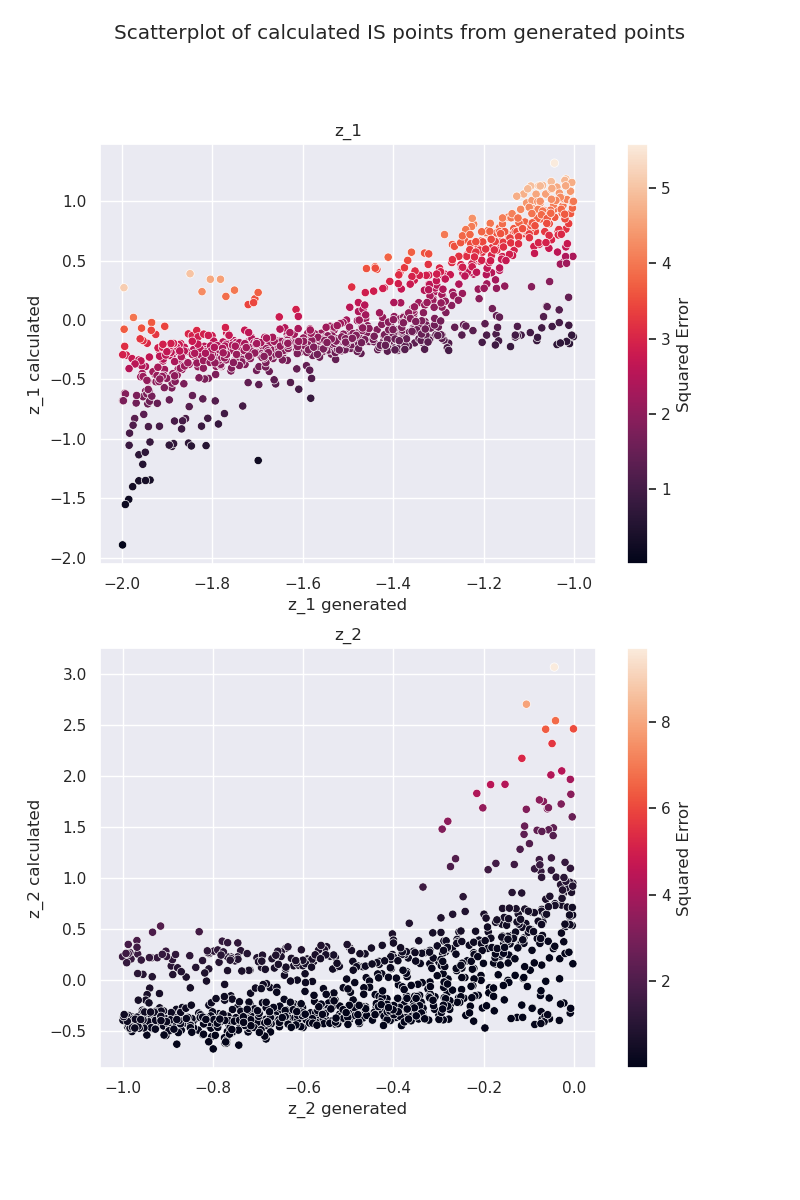 Scatterplot of calculated IS points from generated points
z_1
1.0
0.5
0.0
−0.5
−1.0
−1.5
−2.0
z_1 calculated
−2.0 −1.8 −1.6 −1.4 −1.2 −1.0
z_1 generated
5
4
3
2
1
Squared Error
z_2
3.0
2.5
2.0
1.5
1.0
0.5
0.0
−0.5
z_2 calculated
−1.0 −0.8 −0.6 −0.4 −0.2 0.0
z_2 generated
8
6
4
2
Squared Error